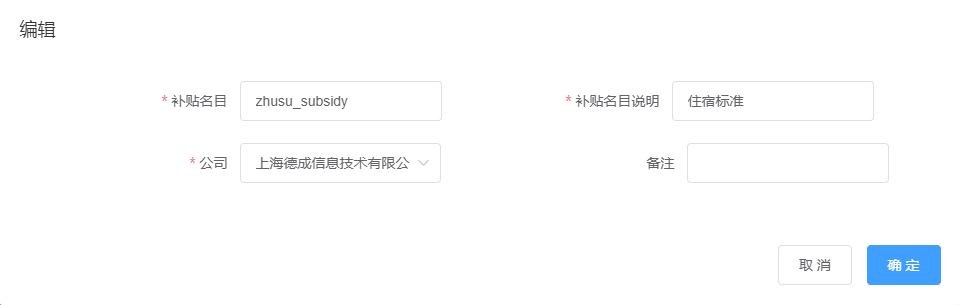 编辑
* 补贴名目 zhusu_subsidy * 补贴名目说明 住宿标准
* 公司 上海德成信息技术有限公 备注
取 消 确 定